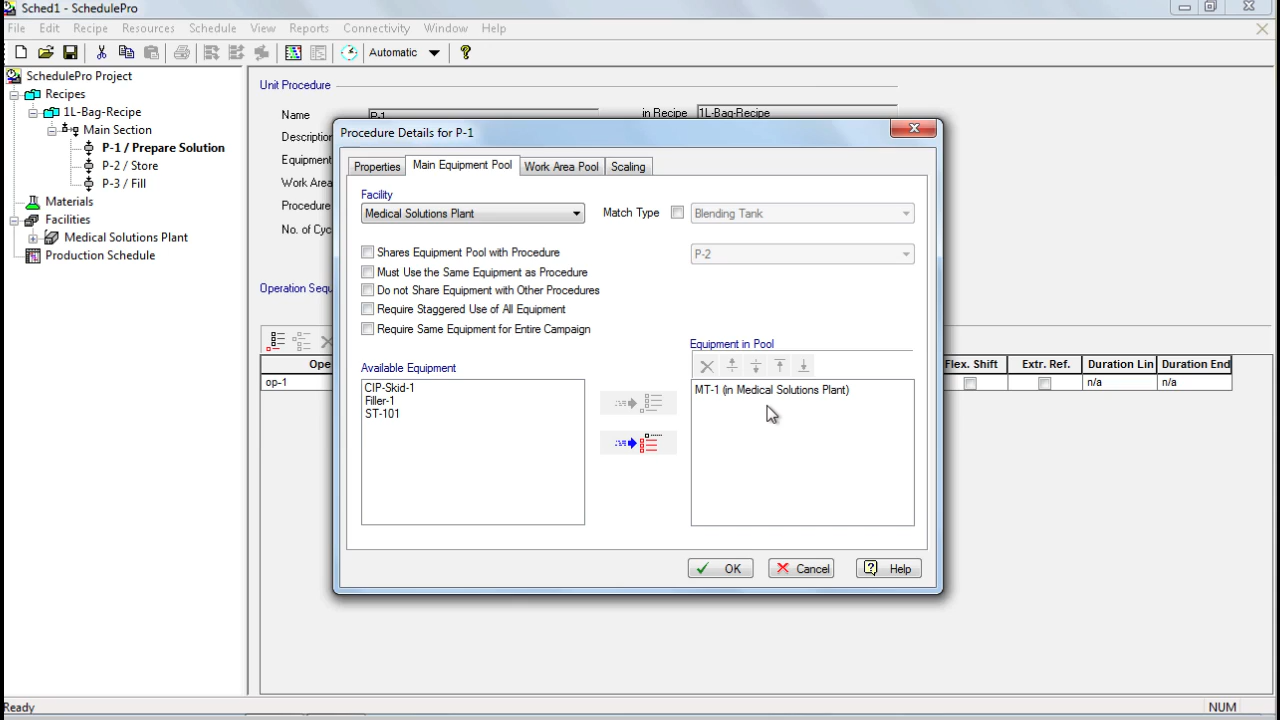 Sched1 - SchedulePro
File Edit Recipe Resources Schedule View Reports Connectivity Window Help
Automatic
SchedulePro Project
Recipes
1L-Bag-Recipe
Main Section
P-1 / Prepare Solution
P-2 / Store
P-3 / Fill
Materials
Facilities
Medical Solutions Plant
Production Schedule
Unit Procedure
Name P-1 in Recipe 1L-Bag-Recipe
Description
Equipment
Work Area
Procedure
No. of Cyc
Operation Sequ
Ope Flex. Shift Extr. Ref. Duration Lin Duration End
op-1 n/a n/a
Procedure Details for P-1
Properties Main Equipment Pool Work Area Pool Scaling
Facility
Medical Solutions Plant Match Type Blending Tank
Shares Equipment Pool with Procedure P-2
Must Use the Same Equipment as Procedure
Do not Share Equipment with Other Procedures
Require Staggered Use of All Equipment
Require Same Equipment for Entire Campaign
Available Equipment
CIP-Skid-1
Filler-1
ST-101
Equipment in Pool
MT-1 (in Medical Solutions Plant)
OK Cancel Help
Ready NUM